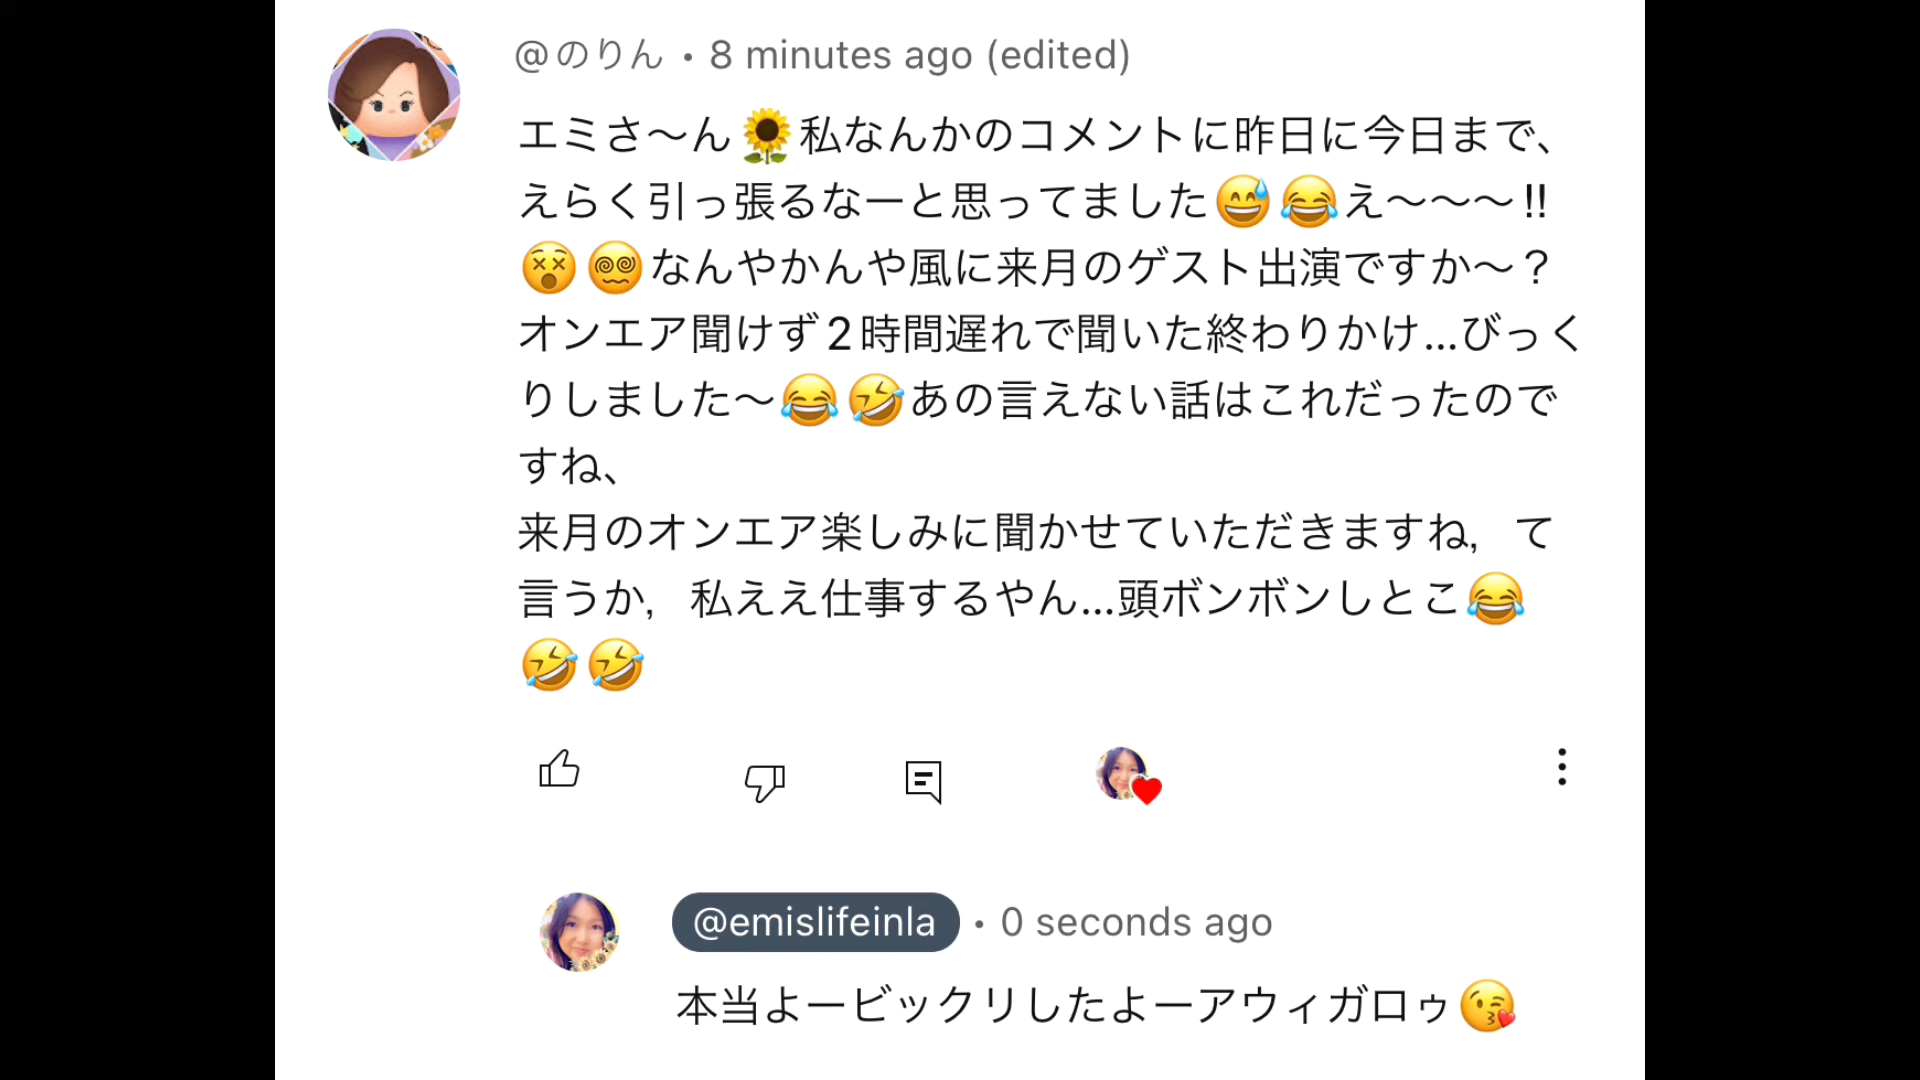 @のりん • 8 minutes ago (edited)
エミさ〜ん🌻私なんかのコメントに昨日に今日まで、
えらく引っ張るなーと思ってました😅😂え〜〜〜‼
😵😵‍💫なんやかんや風に来月のゲスト出演ですか〜？
オンエア聞けず２時間遅れで聞いた終わりかけ…びっく
りしました〜😂🤣あの言えない話はこれだったので
すね、
来月のオンエア楽しみに聞かせていただきますね，て
言うか，私ええ仕事するやん…頭ボンボンしとこ😂
🤣🤣
@emislifeinla • 0 seconds ago
本当よービックリしたよーアウィガロゥ😘